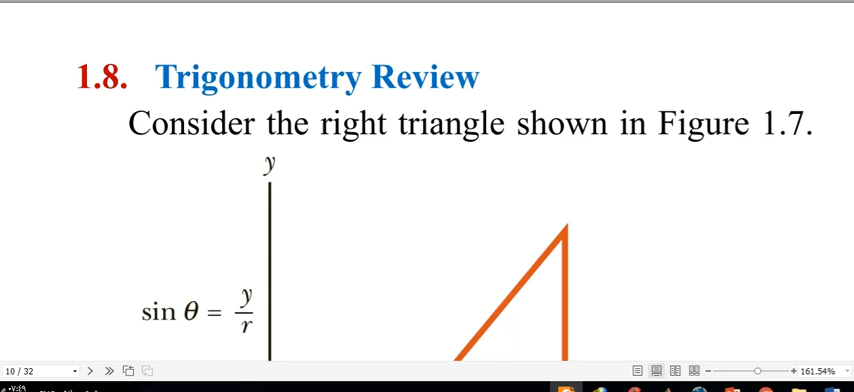 1.8. Trigonometry Review
Consider the right triangle shown in Figure 1.7.
y
sin θ = y/r
10 / 32
161.54%